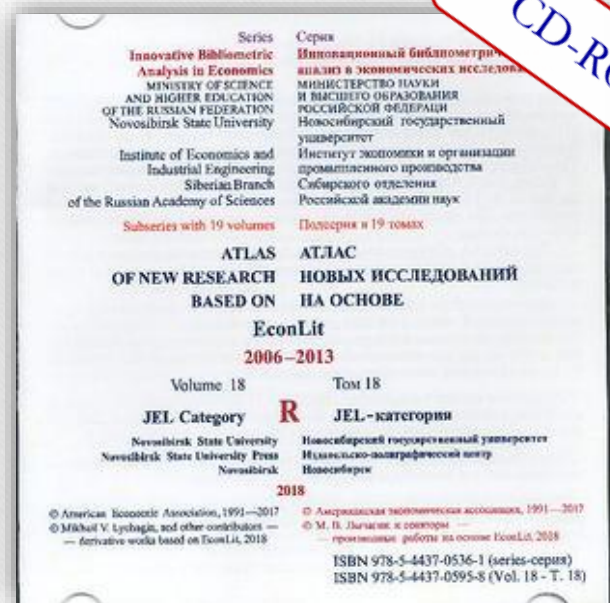 CD-RO
Series
Innovative Bibliometric
Analysis in Economics
MINISTRY OF SCIENCE
AND HIGHER EDUCATION
OF THE RUSSIAN FEDERATION
Novosibirsk State University
Institute of Economics and
Industrial Engineering
Siberian Branch
of the Russian Academy of Sciences
Subseries with 19 volumes
Серия
Инновационный библиометрич
анализ в экономических исследова
МИНИСТЕРСТВО НАУКИ
И ВЫСШЕГО ОБРАЗОВАНИЯ
РОССИЙСКОЙ ФЕДЕРАЦИ
Новосибирский государственный
университет
Институт экономики и организации
промышленного производства
Сибирского отделения
Российской академии наук
Подсерия в 19 томах
ATLAS
OF NEW RESEARCH
BASED ON
АТЛАС
НОВЫХ ИССЛЕДОВАНИЙ
НА ОСНОВЕ
EconLit
2006–2013
Volume 18
Том 18
JEL Category
R
JEL-категория
Novosibirsk State University
Novosibirsk State University Press
Novosibirsk
Новосибирский государственный университет
Издательско-полиграфический центр
Новосибирск
2018
© American Economic Association, 1991—2017
© Mikhail V. Lychagin, and other contributors —
— derivative works based on EconLit, 2018
© Американская экономическая ассоциация, 1991—2017
© М. В. Лычагин и соавторы —
— производные работы на основе EconLit, 2018
ISBN 978-5-4437-0536-1 (series-серия)
ISBN 978-5-4437-0595-8 (Vol. 18 - Т. 18)